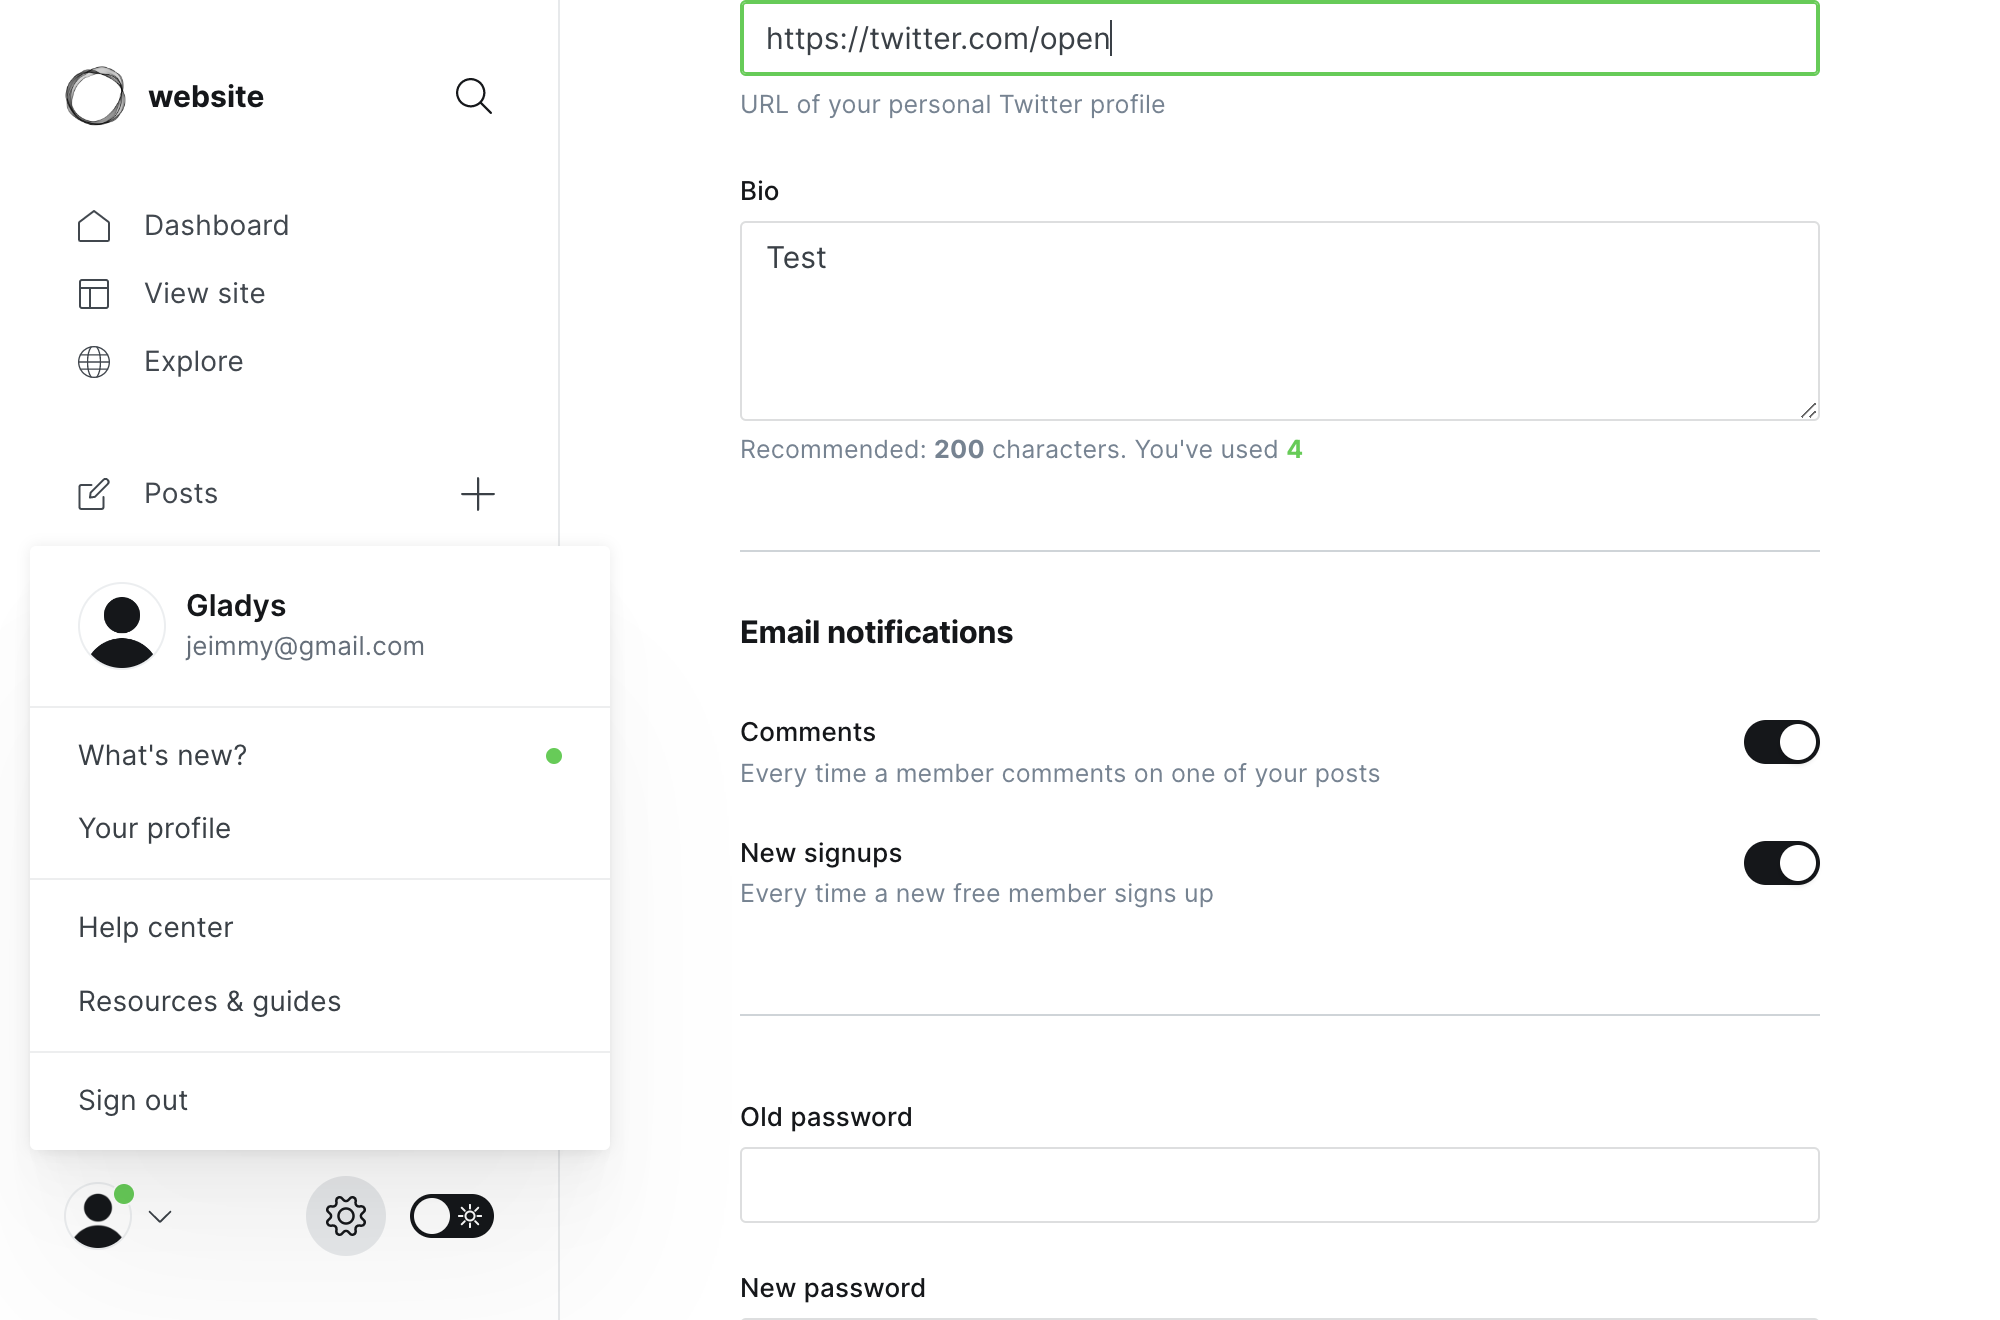 website
Dashboard
View site
Explore
Posts
Gladys
jeimmy@gmail.com
What's new?
Your profile
Help center
Resources & guides
Sign out
https://twitter.com/open
URL of your personal Twitter profile
Bio
Test
Recommended: 200 characters. You've used 4
Email notifications
Comments
Every time a member comments on one of your posts
New signups
Every time a new free member signs up
Old password
New password